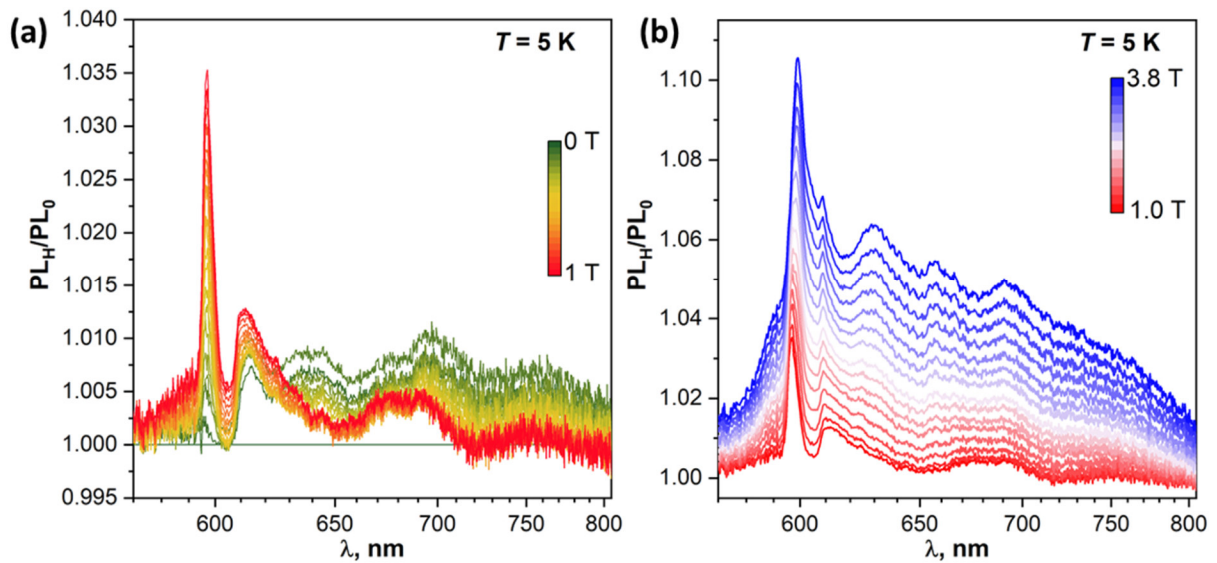 (a)
T = 5 K
PL_H/PL_0
1.040
1.035
1.030
1.025
1.020
1.015
1.010
1.005
1.000
0.995
0 T
1 T
600
650
700
750
800
λ, nm
(b)
T = 5 K
PL_H/PL_0
1.10
1.08
1.06
1.04
1.02
1.00
3.8 T
1.0 T
600
650
700
750
800
λ, nm